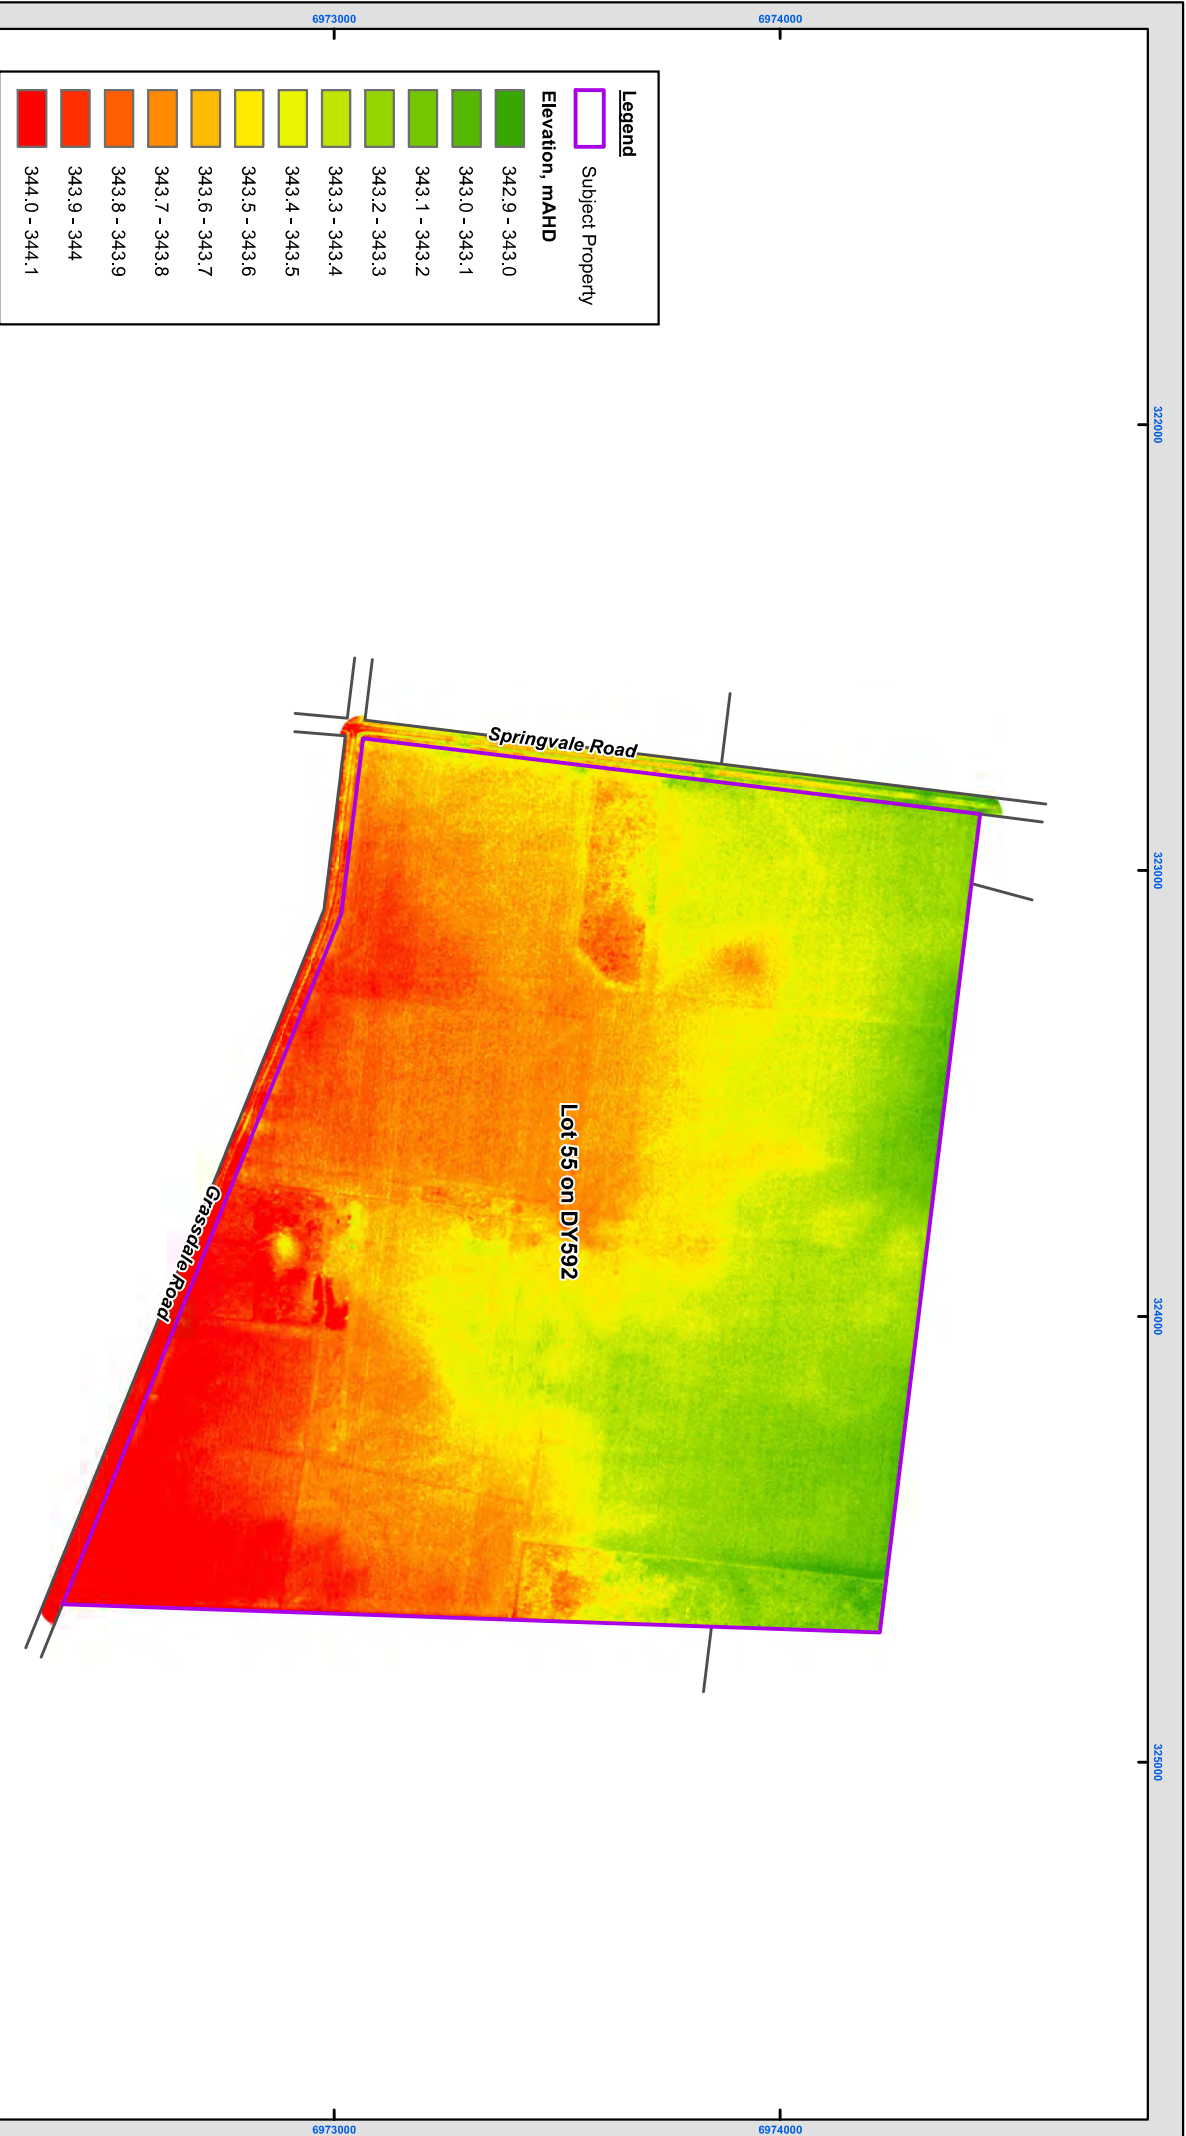 Legend
Subject Property
Elevation, mAHD
342.9 - 343.0
343.0 - 343.1
343.1 - 343.2
343.2 - 343.3
343.3 - 343.4
343.4 - 343.5
343.5 - 343.6
343.6 - 343.7
343.7 - 343.8
343.8 - 343.9
343.9 - 344
344.0 - 344.1
322000
323000
324000
325000
6974000
6974000
6973000
6973000
Springvale Road
Lot 55 on DY592
Grassdale Road